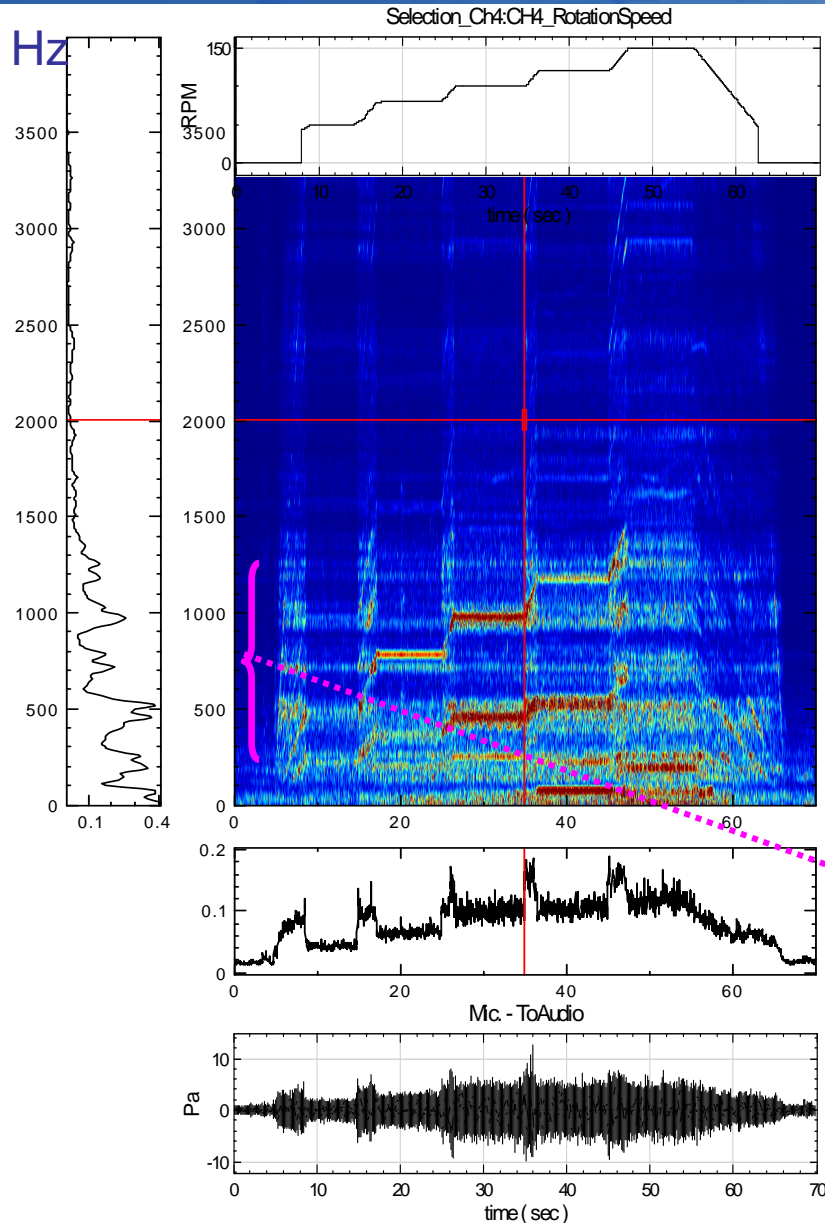 Selection_Ch4:CH4_RotationSpeed
Hz
150
RPM
3500
3500
0
0 10 20 30 40 50 60
time ( sec )
3000
3000
2500
2500
2000
2000
1500
1500
1000
1000
500
500
0
0
0.1 0.4
0 20 40 60
0.2
0.1
0
0 20 40 60
Mic. - ToAudio
10
Pa
0
-10
0 10 20 30 40 50 60 70
time ( sec )